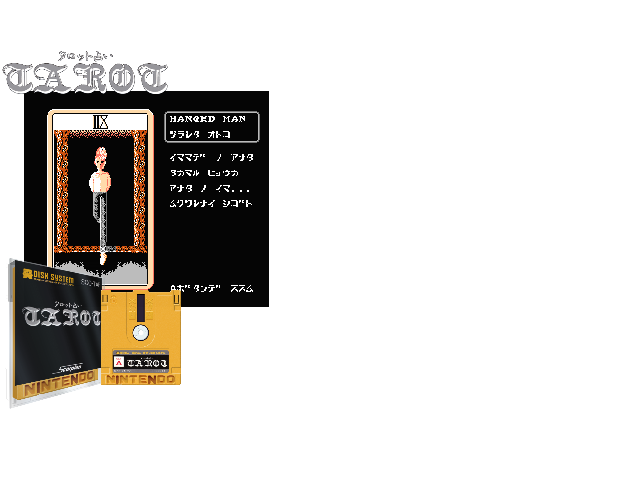 タロット占い
TAROT
IIX
HANGED MAN
ツラレタ オトコ
イママデ ノ アナタ
タカマル ヒョウカ
アナタ ノ イマ...
ムクワレナイ シゴト
Aボタンデ ススム
DISK SYSTEM
タロット占い
TAROT
Scorpion
NINTENDO
TAROT
NINTENDO